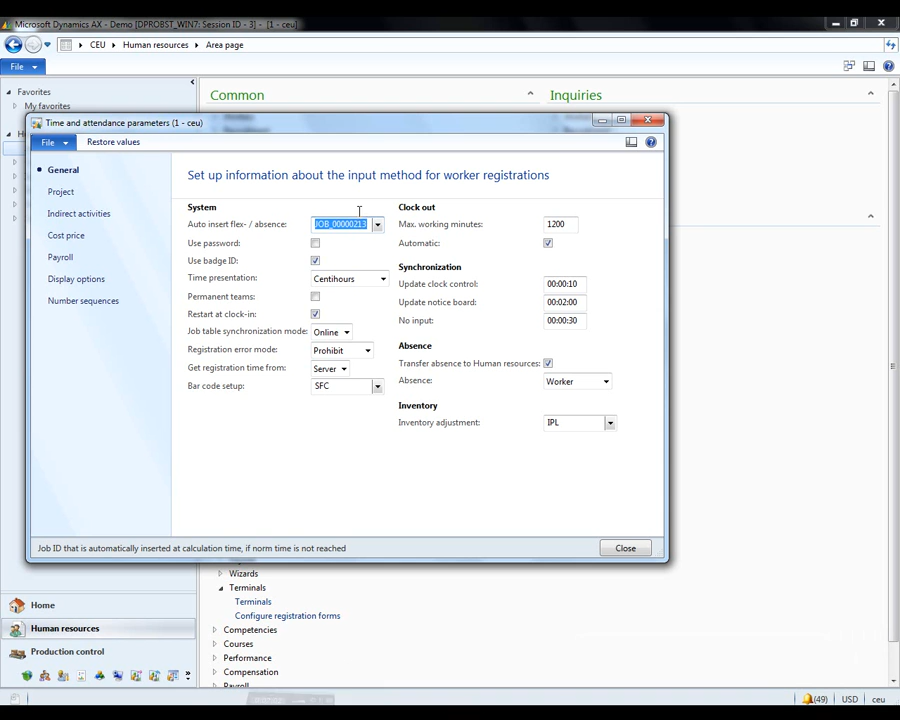 Microsoft Dynamics AX - Demo [DPROBST_WIN7: Session ID - 3] - [1 - ceu]
CEU
Human resources
Area page
File
Favorites
My favorites
Common
Inquiries
Time and attendance parameters (1 - ceu)
File
Restore values
General
Project
Indirect activities
Cost price
Payroll
Display options
Number sequences
Set up information about the input method for worker registrations
System
Auto insert flex- / absence: JOB_00000213
Use password:
Use badge ID:
Time presentation: Centihours
Permanent teams:
Restart at clock-in:
Job table synchronization mode: Online
Registration error mode: Prohibit
Get registration time from: Server
Bar code setup: SFC
Clock out
Max. working minutes: 1200
Automatic:
Synchronization
Update clock control: 00:00:10
Update notice board: 00:02:00
No input: 00:00:30
Absence
Transfer absence to Human resources:
Absence: Worker
Inventory
Inventory adjustment: IPL
Job ID that is automatically inserted at calculation time, if norm time is not reached
Close
Wizards
Terminals
Terminals
Configure registration forms
Competencies
Courses
Performance
Compensation
Payroll
Home
Human resources
Production control
(49)
USD
ceu